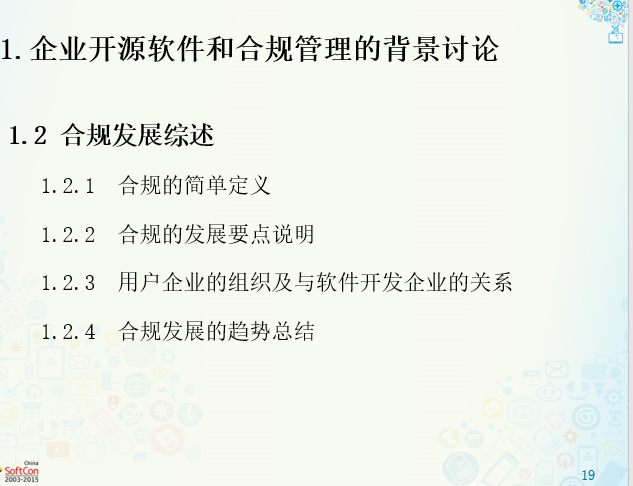 1.企业开源软件和合规管理的背景讨论
1.2 合规发展综述
1.2.1 合规的简单定义
1.2.2 合规的发展要点说明
1.2.3 用户企业的组织及与软件开发企业的关系
1.2.4 合规发展的趋势总结
China
SoftCon
2003-2015
19